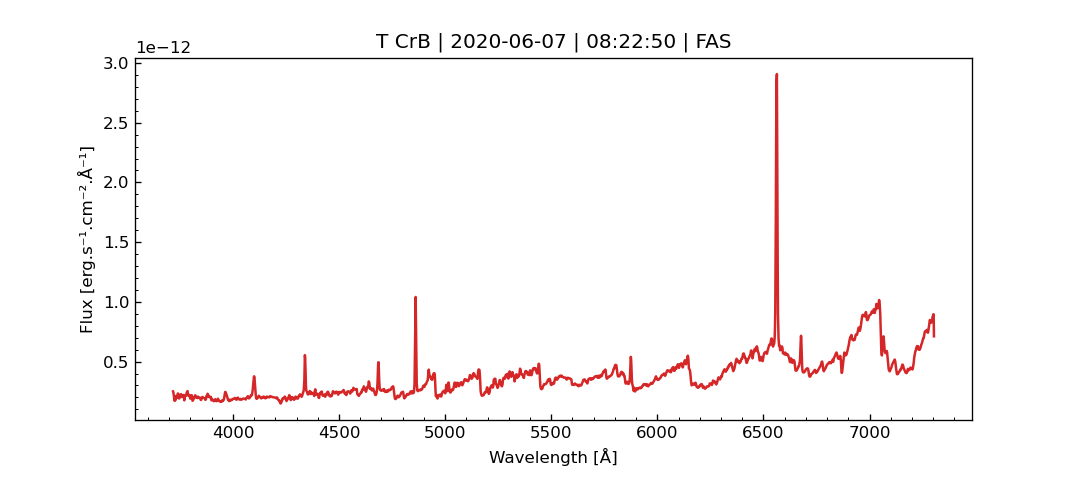 T CrB | 2020-06-07 | 08:22:50 | FAS
1e−12
3.0
2.5
2.0
1.5
1.0
0.5
Flux [erg.s⁻¹.cm⁻².Å⁻¹]
4000 4500 5000 5500 6000 6500 7000
Wavelength [Å]